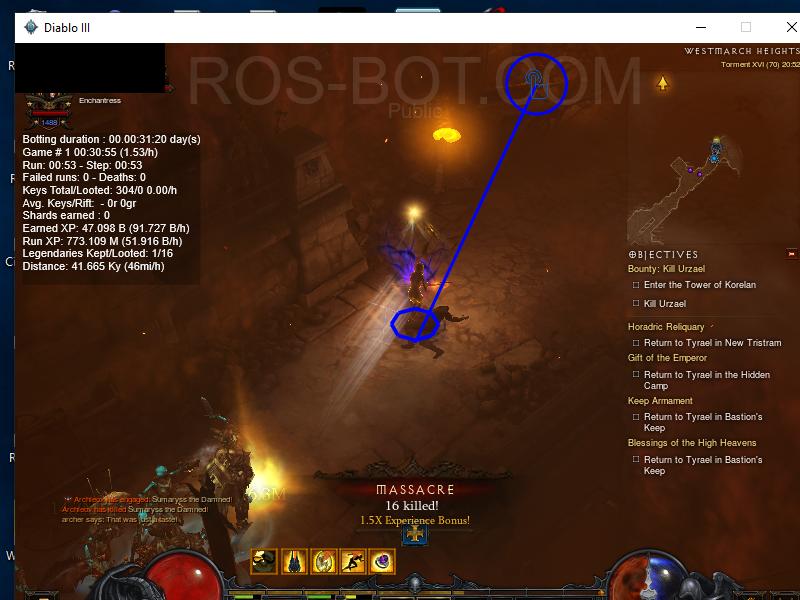 Diablo III
WESTMARCH HEIGHTS
Torment XVI (70) 20:52
ROS-BOT.COM
Public
Enchantress
1488
Botting duration : 00.00:31:20 day(s)
Game # 1 00:30:55 (1.53/h)
Run: 00:53 - Step: 00:53
Failed runs: 0 - Deaths: 0
Keys Total/Looted: 304/0 0.00/h
Avg. Keys/Rift: - 0r 0gr
Shards earned : 0
Earned XP: 47.098 B (91.727 B/h)
Run XP: 773.109 M (51.916 B/h)
Legendaries Kept/Looted: 1/16
Distance: 41.665 Ky (46mi/h)
OBJECTIVES
Bounty: Kill Urzael
Enter the Tower of Korelan
Kill Urzael
Horadric Reliquary
Return to Tyrael in New Tristram
Gift of the Emperor
Return to Tyrael in the Hidden
Camp
Keep Armament
Return to Tyrael in Bastion's
Keep
Blessings of the High Heavens
Return to Tyrael in Bastion's
Keep
MASSACRE
16 killed!
1.5X Experience Bonus!
has engaged: Sumaryss the Damned!
has killed Sumaryss the Damned!
archer says: That was just a taste!